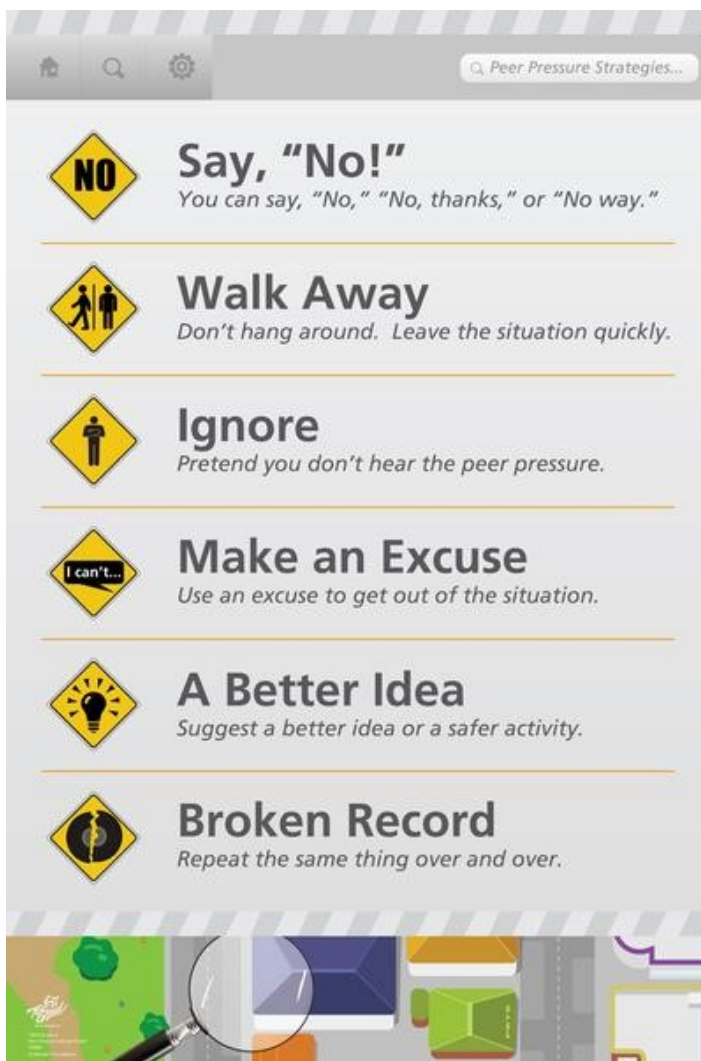 Peer Pressure Strategies...
NO
Say, “No!”
You can say, “No,” “No, thanks,” or “No way.”
Walk Away
Don’t hang around.  Leave the situation quickly.
Ignore
Pretend you don’t hear the peer pressure.
I can’t...
Make an Excuse
Use an excuse to get out of the situation.
A Better Idea
Suggest a better idea or a safer activity.
Broken Record
Repeat the same thing over and over.
PETS